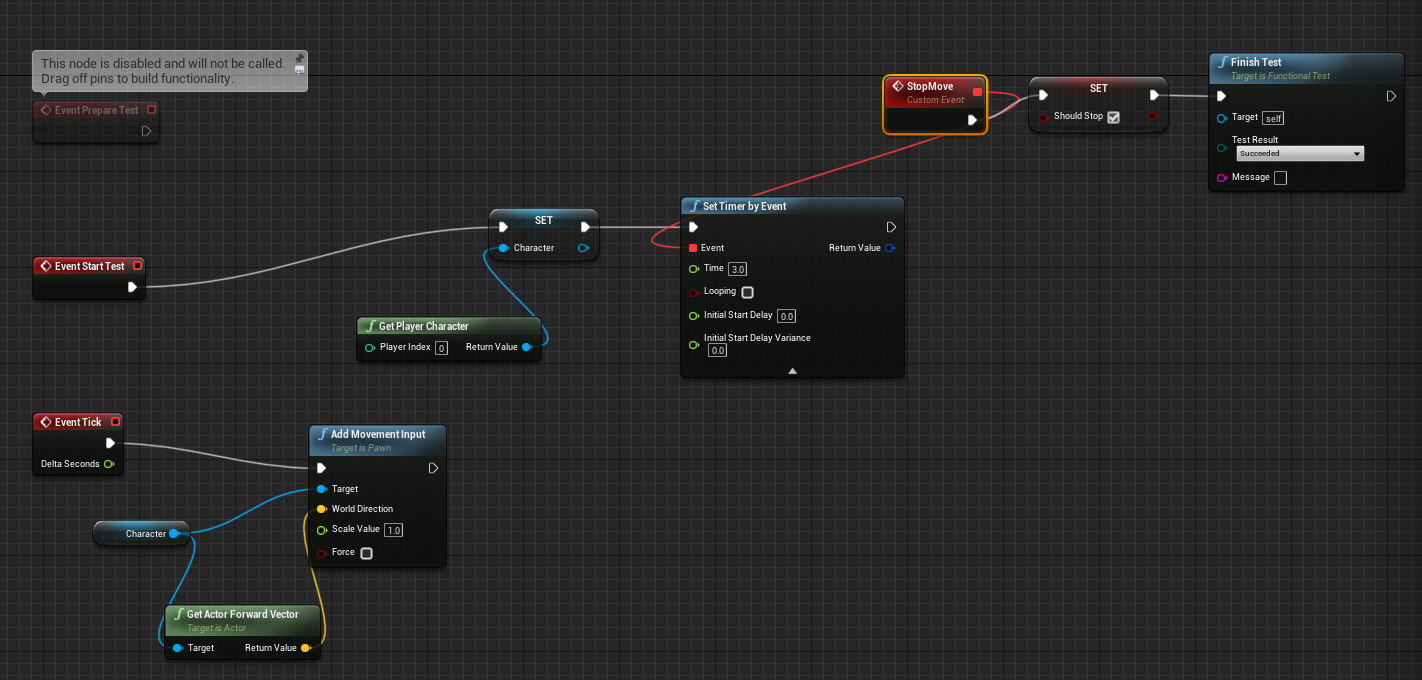 This node is disabled and will not be called.
Drag off pins to build functionality.
Event Prepare Test
StopMove
Custom Event
SET
Should Stop
Finish Test
Target is Functional Test
Target self
Test Result
Succeeded
Message
Event Start Test
SET
Character
Get Player Character
Player Index 0 Return Value
Set Timer by Event
Event Return Value
Time 3.0
Looping
Initial Start Delay 0.0
Initial Start Delay Variance
0.0
Event Tick
Delta Seconds
Add Movement Input
Target is Pawn
Target
World Direction
Scale Value 1.0
Force
Character
Get Actor Forward Vector
Target is Actor
Target Return Value